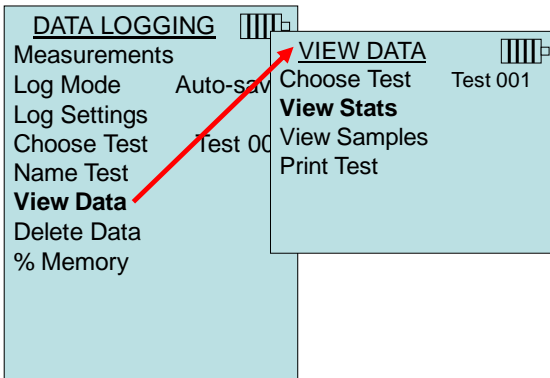 DATA LOGGING
Measurements
Log Mode Auto-sav
Log Settings
Choose Test Test 00
Name Test
View Data
Delete Data
% Memory
VIEW DATA
Choose Test Test 001
View Stats
View Samples
Print Test